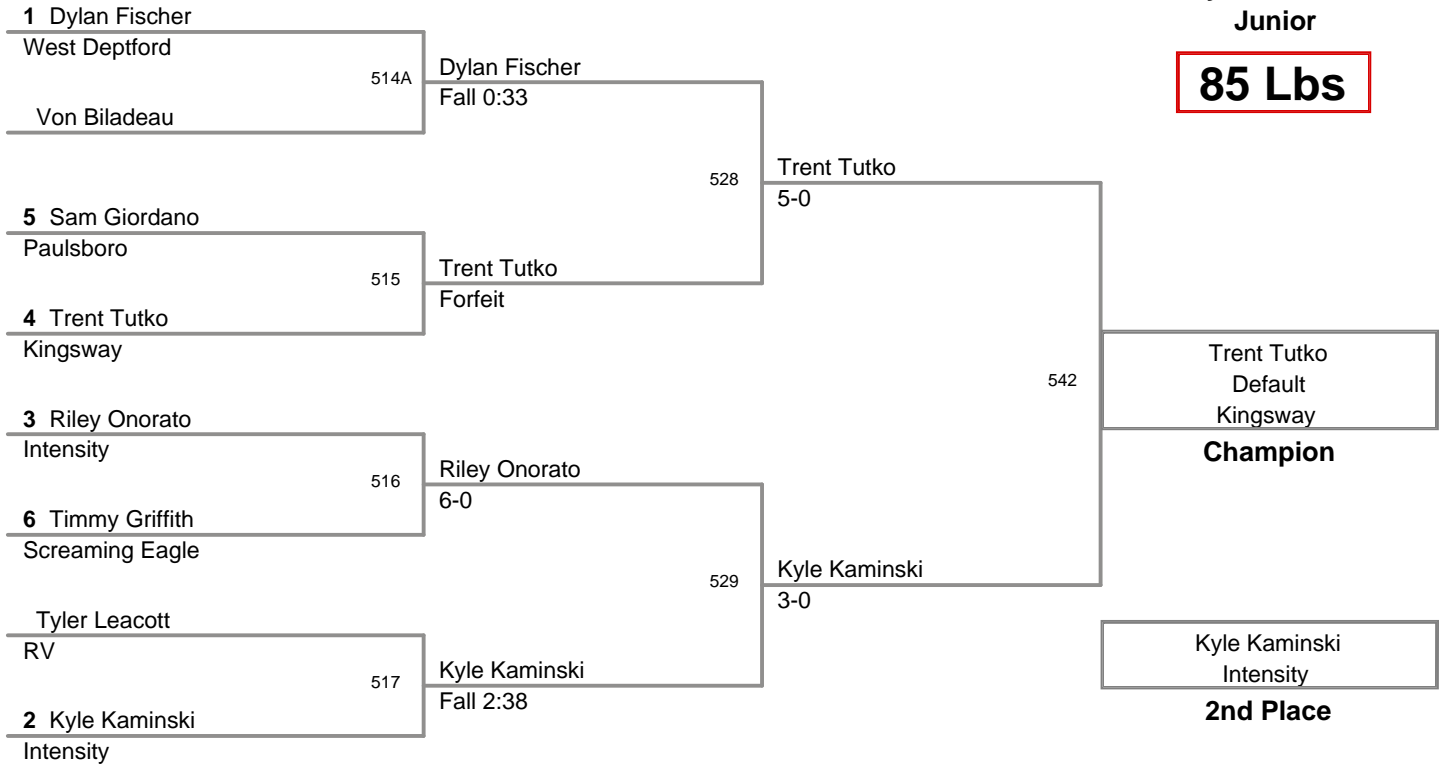 Junior
85 Lbs
1 Dylan Fischer
West Deptford
514A
Dylan Fischer
Fall 0:33
Von Biladeau
528
Trent Tutko
5-0
5 Sam Giordano
Paulsboro
515
Trent Tutko
Forfeit
4 Trent Tutko
Kingsway
542
Trent Tutko
Default
Kingsway
Champion
3 Riley Onorato
Intensity
516
Riley Onorato
6-0
6 Timmy Griffith
Screaming Eagle
529
Kyle Kaminski
3-0
Tyler Leacott
RV
517
Kyle Kaminski
Fall 2:38
2 Kyle Kaminski
Intensity
Kyle Kaminski
Intensity
2nd Place